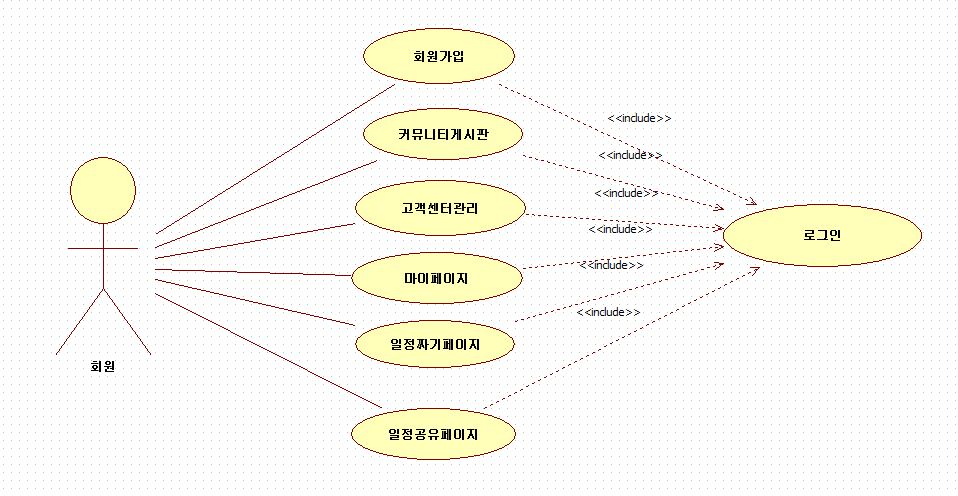 회원가입
<<include>>
커뮤니티게시판
<<include>>
<<include>>
고객센터관리
<<include>>
로그인
<<include>>
마이페이지
<<include>>
일정짜기페이지
회원
일정공유페이지